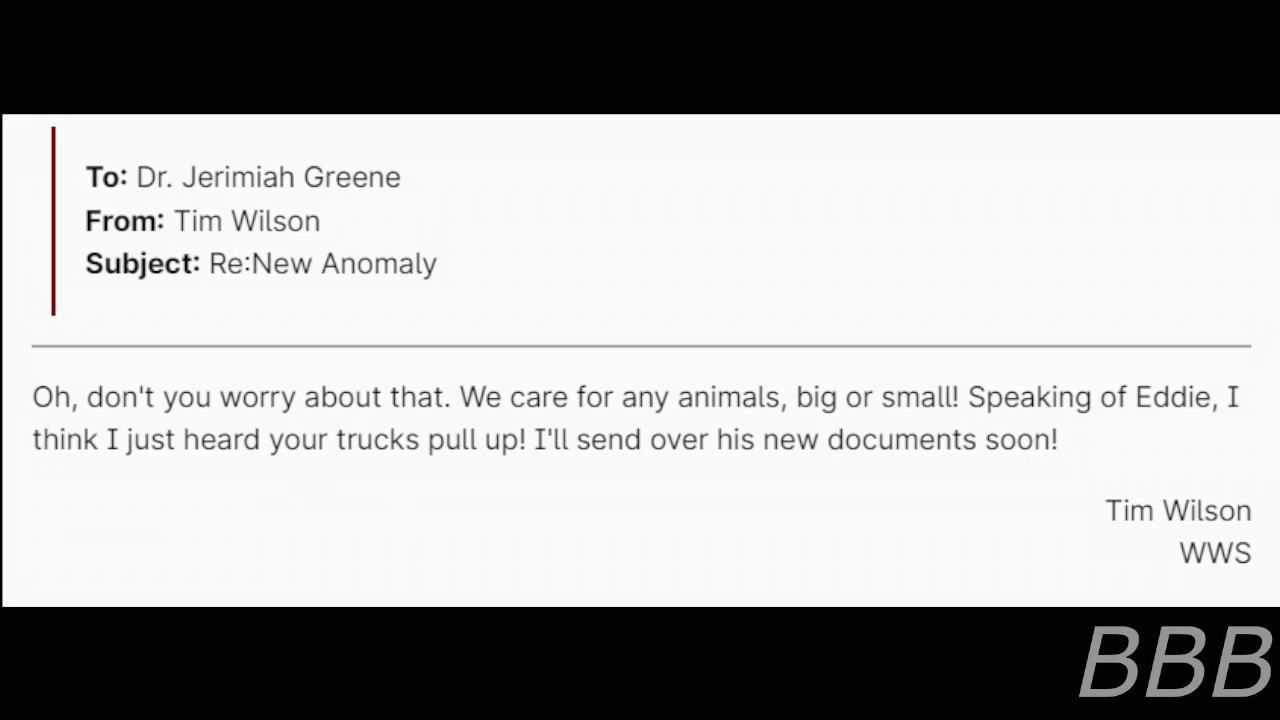 To: Dr. Jerimiah Greene
From: Tim Wilson
Subject: Re:New Anomaly
Oh, don't you worry about that. We care for any animals, big or small! Speaking of Eddie, I
think I just heard your trucks pull up! I'll send over his new documents soon!
Tim Wilson
WWS
BBB